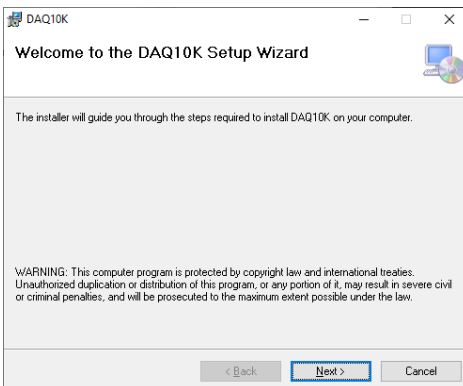 DAQ10K
Welcome to the DAQ10K Setup Wizard
The installer will guide you through the steps required to install DAQ10K on your computer.
WARNING: This computer program is protected by copyright law and international treaties.
Unauthorized duplication or distribution of this program, or any portion of it, may result in severe civil
or criminal penalties, and will be prosecuted to the maximum extent possible under the law.
< Back
Next >
Cancel